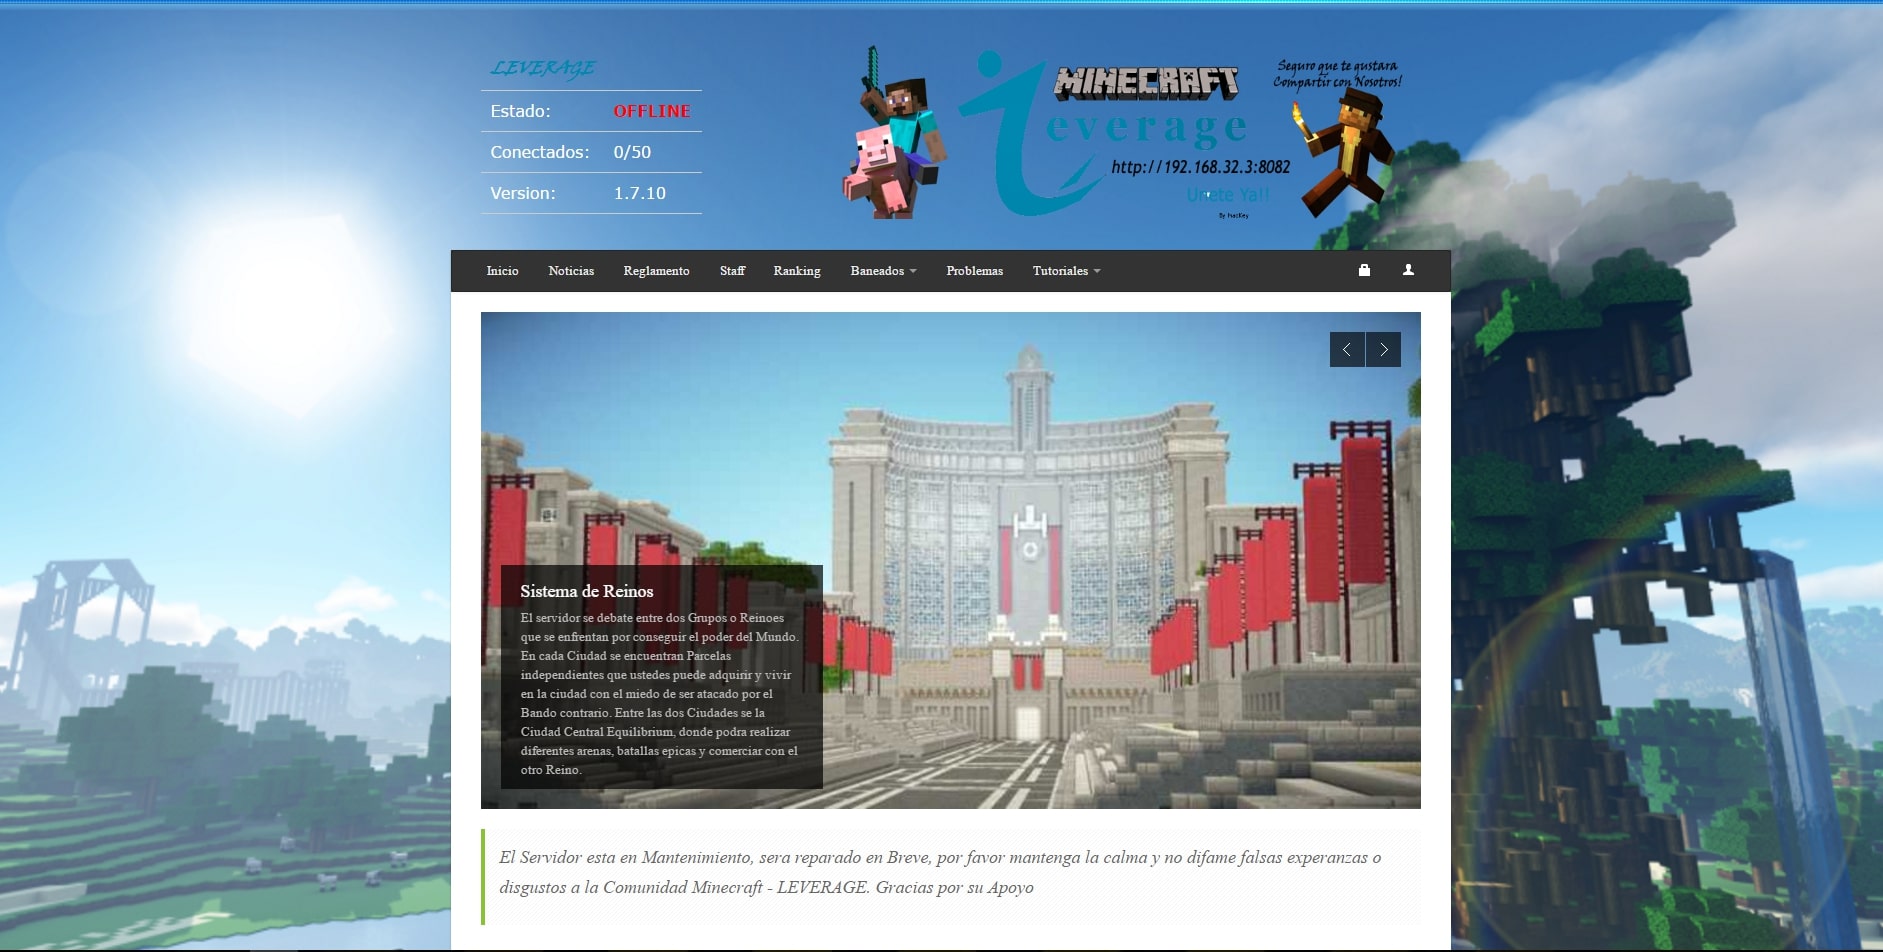 LEVERAGE
Estado: OFFLINE
Conectados: 0/50
Version: 1.7.10
MINECRAFT
everage
http://192.168.32.3:8082
Unete Ya!!
By InocKey
Seguro que te gustara
Compartir con Nosotros!
Inicio Noticias Reglamento Staff Ranking Baneados Problemas Tutoriales
Sistema de Reinos
El servidor se debate entre dos Grupos o Reinoes
que se enfrentan por conseguir el poder del Mundo.
En cada Ciudad se encuentran Parcelas
independientes que ustedes puede adquirir y vivir
en la ciudad con el miedo de ser atacado por el
Bando contrario. Entre las dos Ciudades se la
Ciudad Central Equilibrium, donde podra realizar
diferentes arenas, batallas epicas y comerciar con el
otro Reino.
El Servidor esta en Mantenimiento, sera reparado en Breve, por favor mantenga la calma y no difame falsas experanzas o
disgustos a la Comunidad Minecraft - LEVERAGE. Gracias por su Apoyo